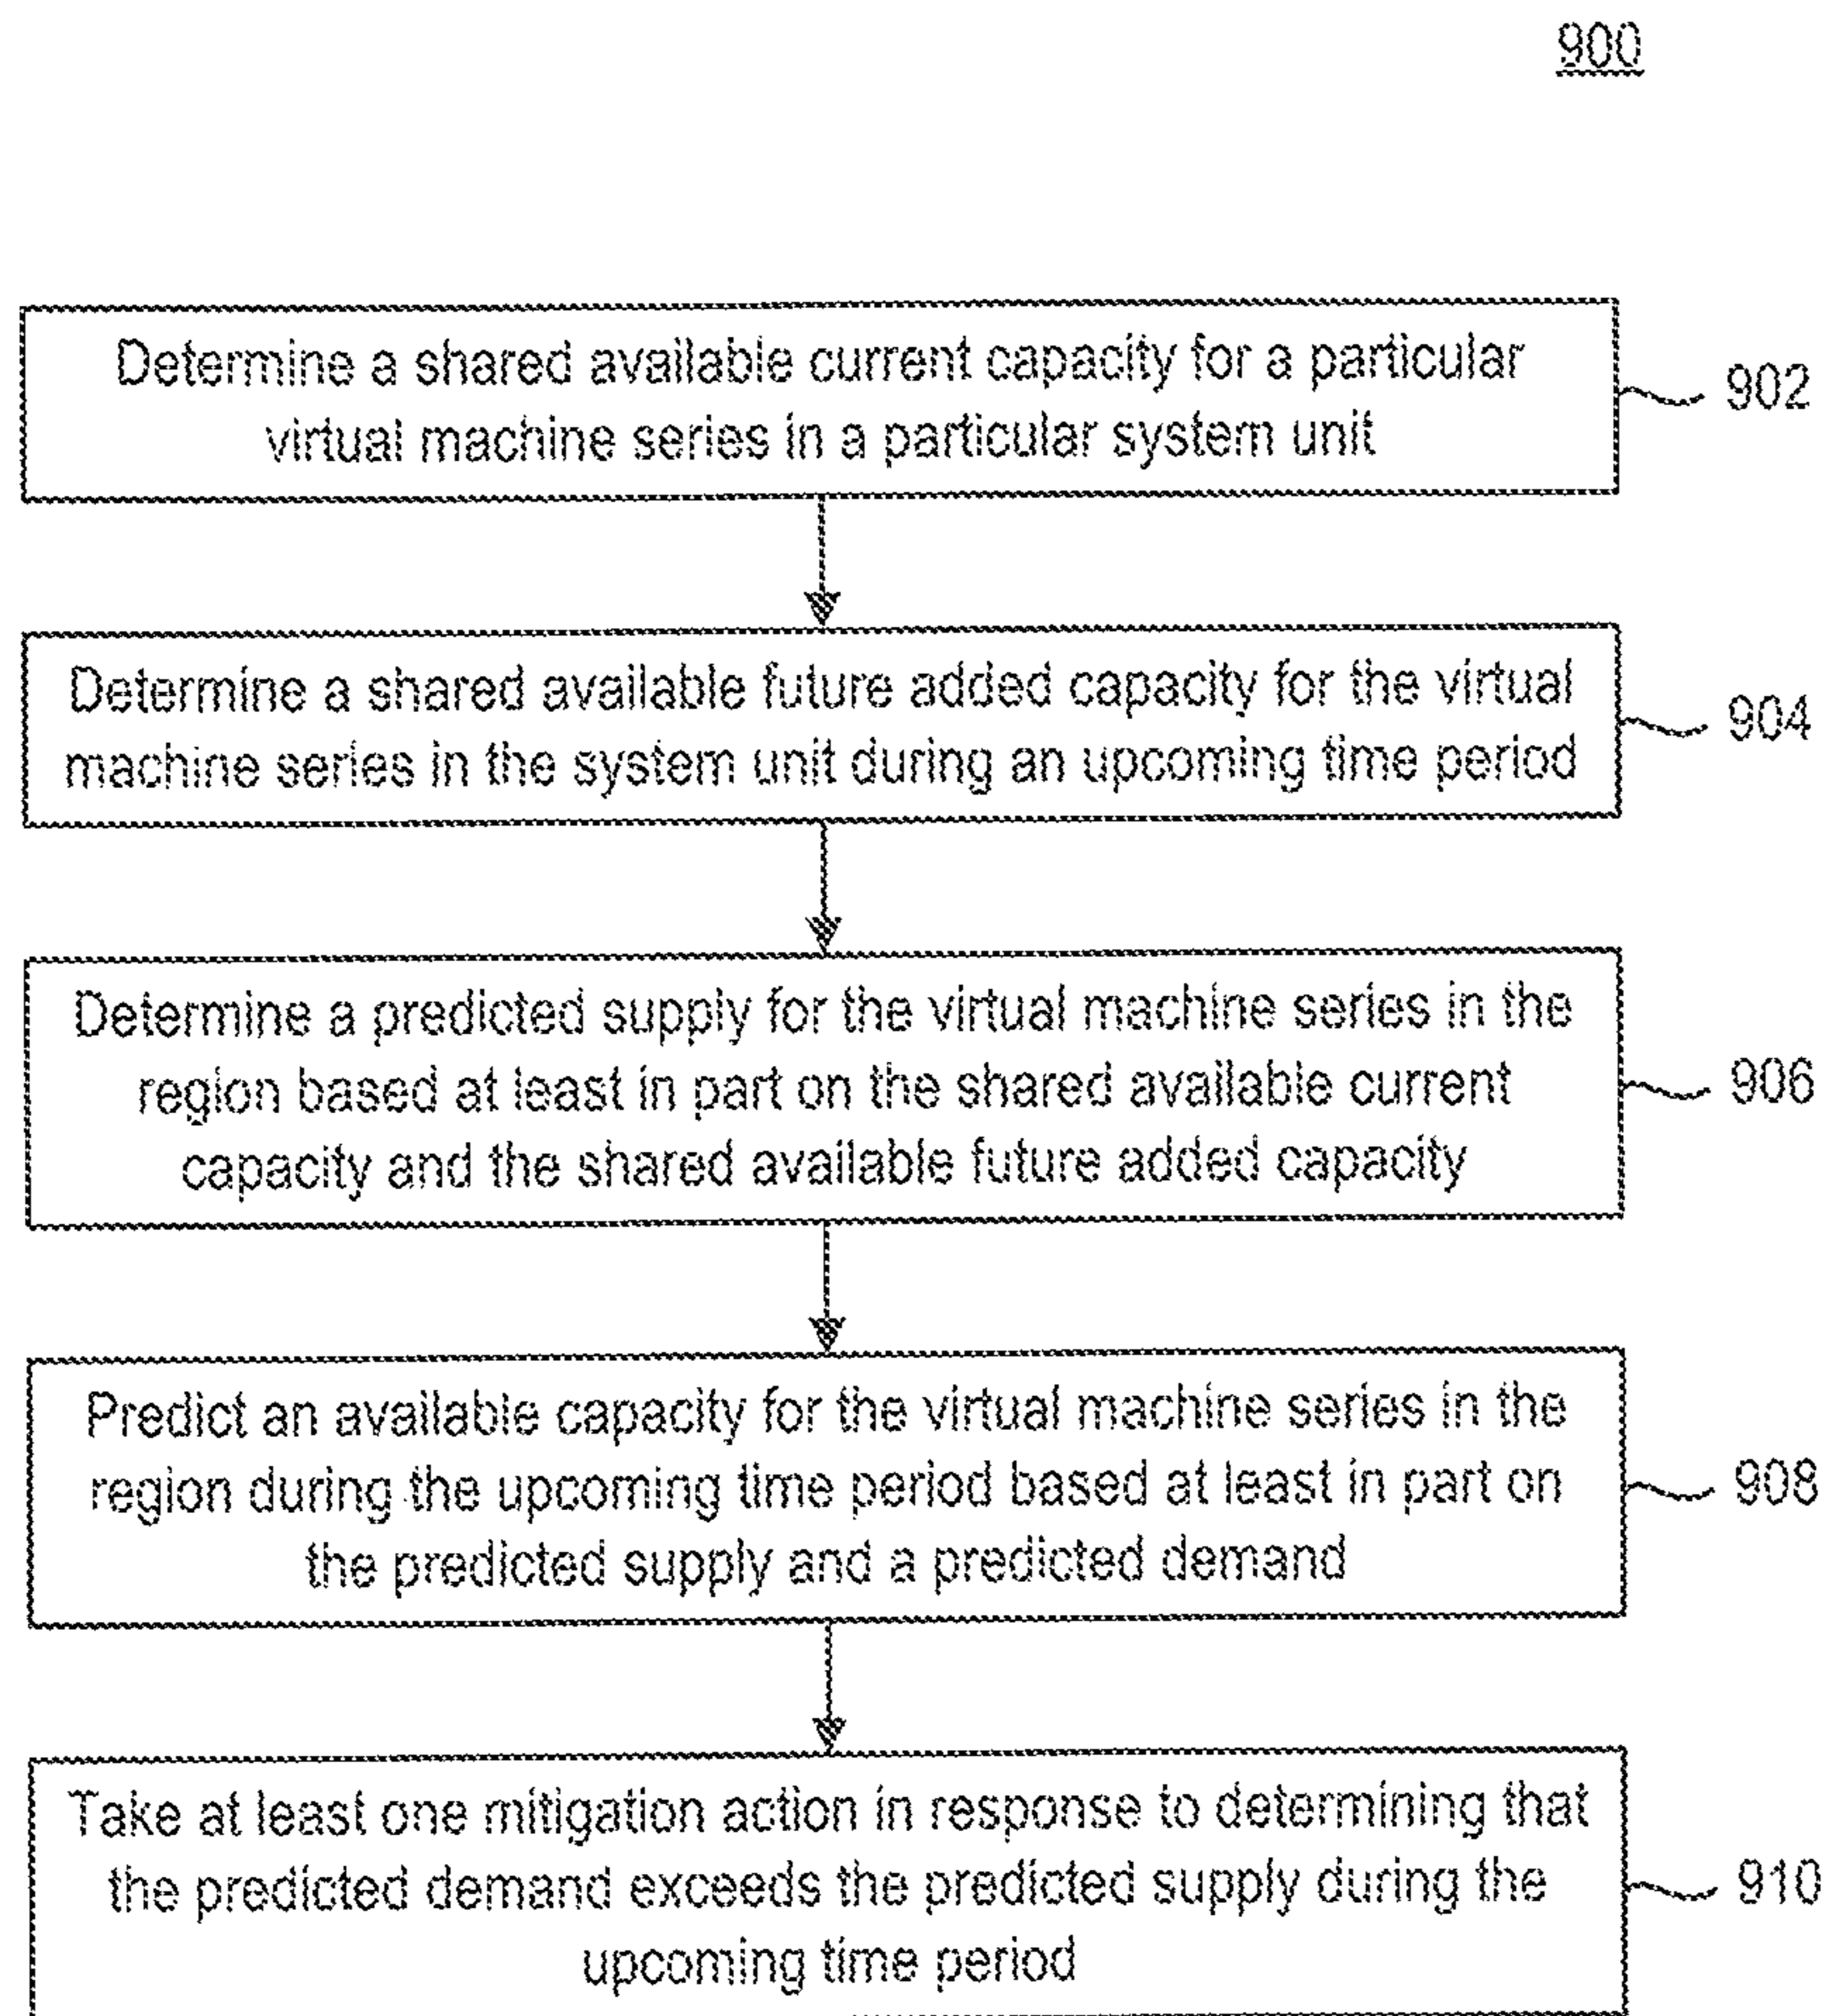 900
Determine a shared available current capacity for a particular
virtual machine series in a particular system unit
902
Determine a shared available future added capacity for the virtual
machine series in the system unit during an upcoming time period
904
Determine a predicted supply for the virtual machine series in the
region based at least in part on the shared available current
capacity and the shared available future added capacity
906
Predict an available capacity for the virtual machine series in the
region during the upcoming time period based at least in part on
the predicted supply and a predicted demand
908
Take at least one mitigation action in response to determining that
the predicted demand exceeds the predicted supply during the
upcoming time period
910